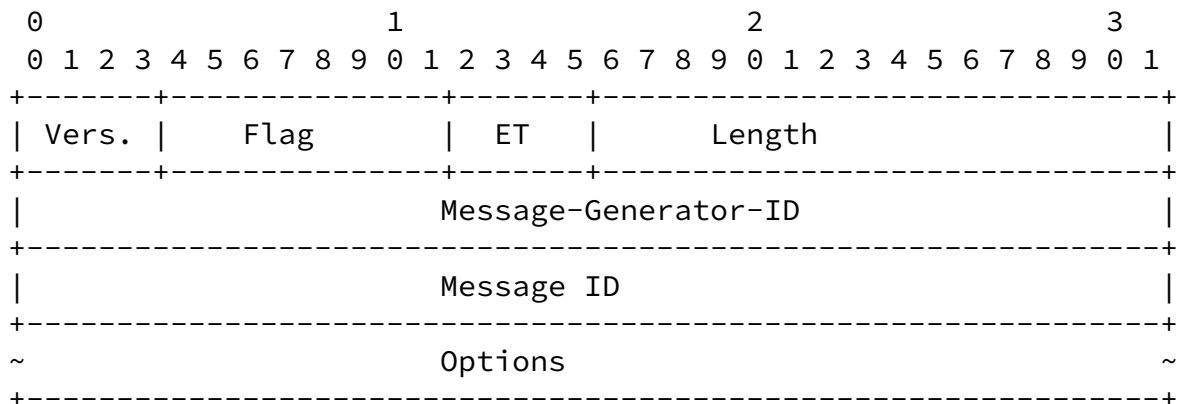 0                   1                   2                   3
 0 1 2 3 4 5 6 7 8 9 0 1 2 3 4 5 6 7 8 9 0 1 2 3 4 5 6 7 8 9 0 1
+-------+---------------+-------+-------------------------------+
| Vers. |    Flag       |  ET   |      Length                   |
+-------+---------------+-------+-------------------------------+
|                       Message-Generator-ID                    |
+---------------------------------------------------------------+
|                       Message ID                              |
+---------------------------------------------------------------+
~                       Options                                 ~
+---------------------------------------------------------------+